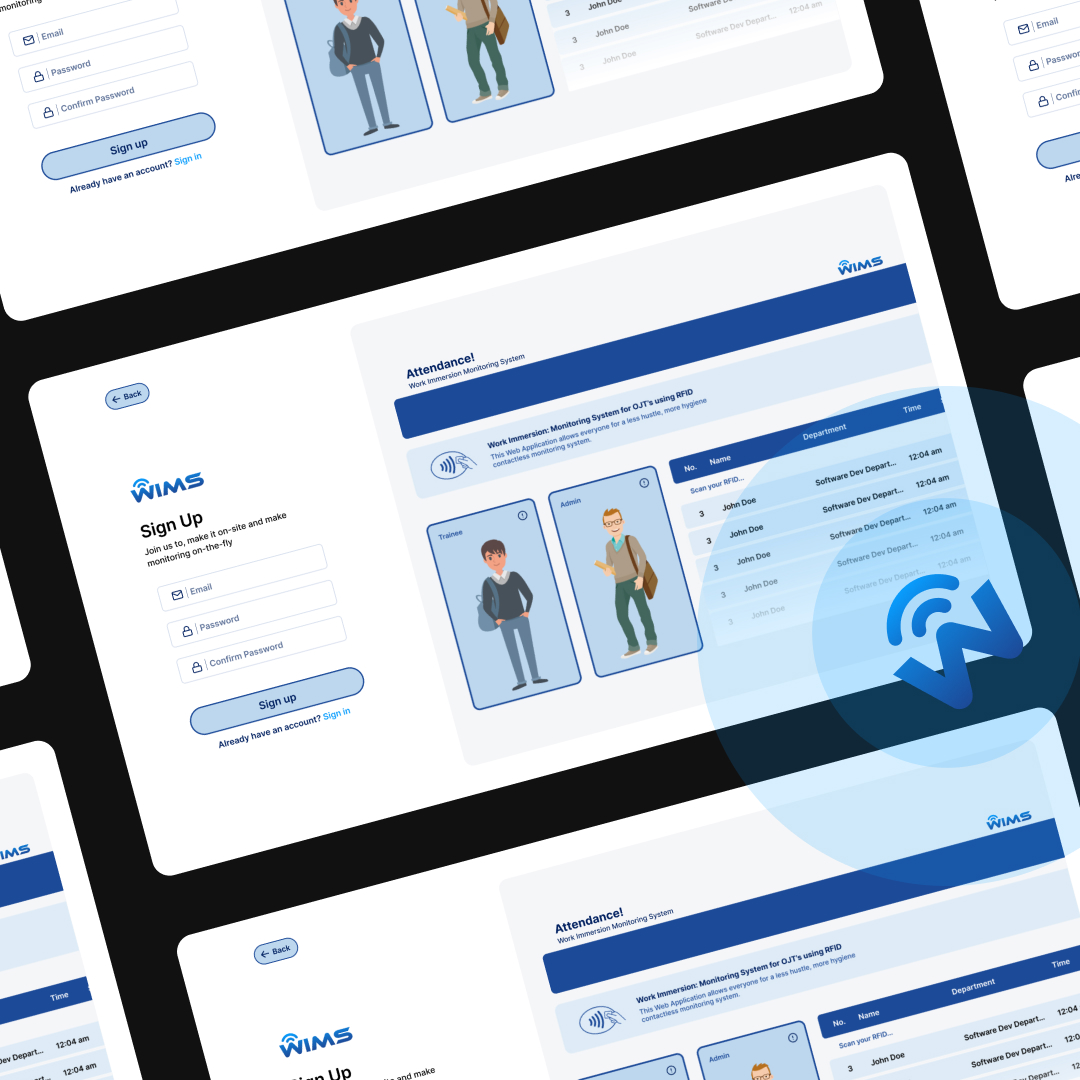 Email
Password
Confirm Password
Sign up
Already have an account? Sign in
3 John Doe
3 John Doe Software Dev Depart... 12:04 am
3 John Doe Software Dev Depart...
Email
Sign up
← Back
WIMS
Sign Up
Join us to, make it on-site and make
monitoring on-the-fly
Email
Password
Confirm Password
Sign up
Already have an account? Sign in
WIMS
Attendance!
Work Immersion Monitoring System
Work Immersion: Monitoring System for OJT's using RFID
This Web Application allows everyone for a less hustle, more hygiene
contactless monitoring system.
Trainee
Admin
No. Name Department Time
Scan your RFID...
3 John Doe Software Dev Depart... 12:04 am
3 John Doe Software Dev Depart... 12:04 am
3 John Doe Software Dev Depart... 12:04 am
3 John Doe Software Dev Depart... 12:04 am
3 John Doe Software Dev Depart... 12:04 am
W
Time
12:04 am
12:04 am
← Back
WIMS
Sign Up
WIMS
Attendance!
Work Immersion Monitoring System
Work Immersion: Monitoring System for OJT's using RFID
This Web Application allows everyone for a less hustle, more hygiene
contactless monitoring system.
Admin
No. Name Department Time
Scan your RFID...
3 John Doe Software Dev Depart... 12:04
Software Dev Depart...